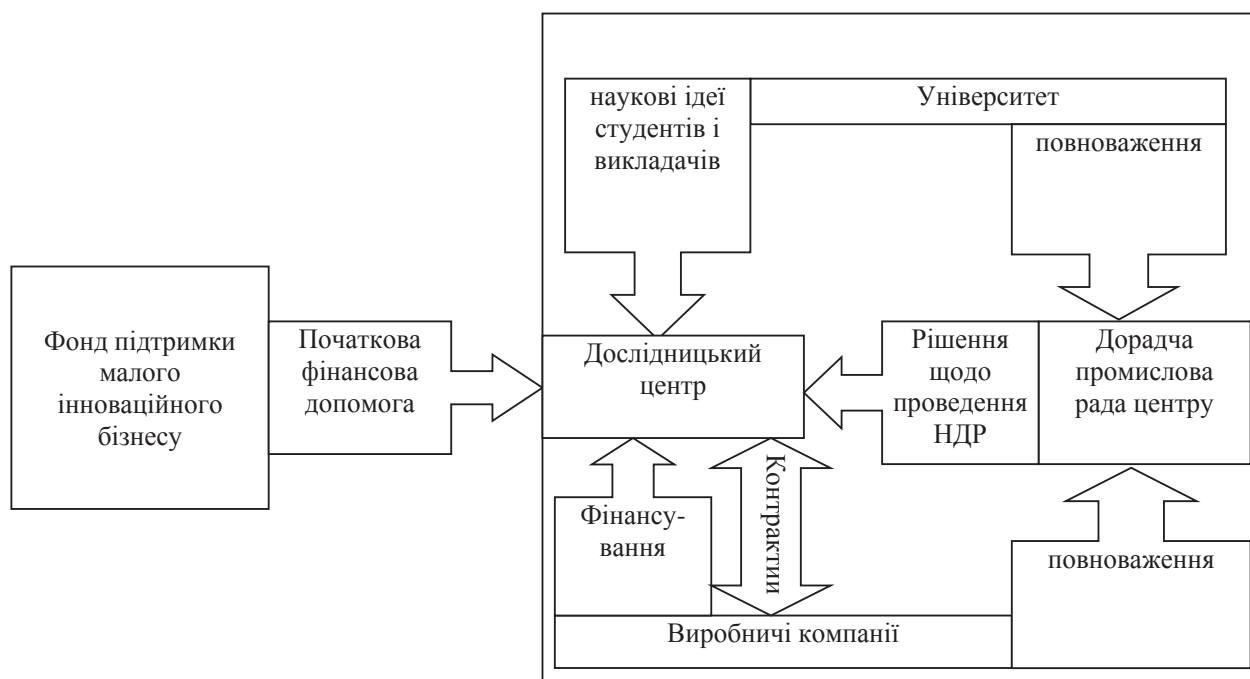 наукові ідеї
студентів і
викладачів
Університет
повноваження
Фонд підтримки
малого
інноваційного
бізнесу
Початкова
фінансова
допомога
Дослідницький
центр
Рішення
щодо
проведення
НДР
Дорадча
промислова
рада центру
Контракти
Фінансу-
вання
повноваження
Виробничі компанії